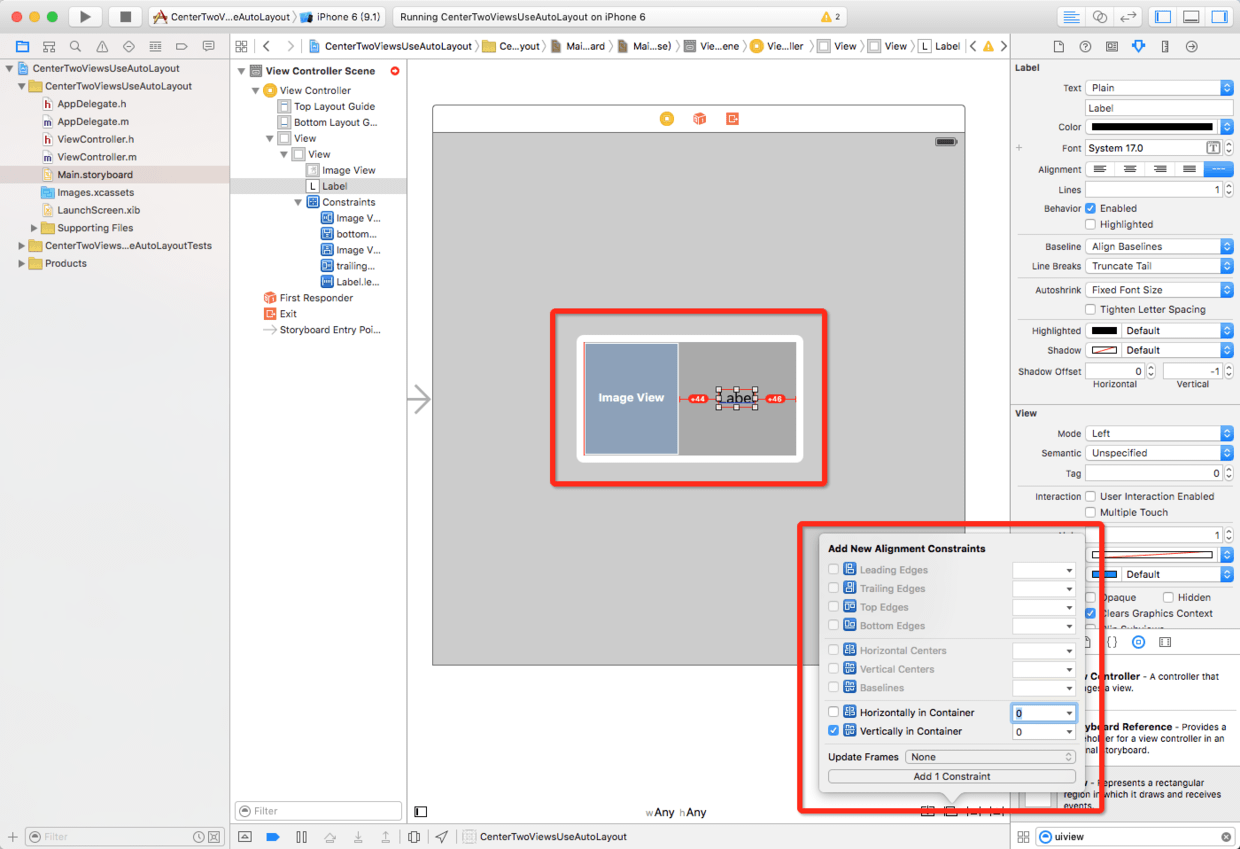 CenterTwoV...eAutoLayout
iPhone 6 (9.1)
Running CenterTwoViewsUseAutoLayout on iPhone 6
2
CenterTwoViewsUseAutoLayout
Ce...yout
Mai...ard
Mai...se)
Vie...ene
Vie...ller
View
View
L Label
CenterTwoViewsUseAutoLayout
CenterTwoViewsUseAutoLayout
h AppDelegate.h
m AppDelegate.m
h ViewController.h
m ViewController.m
Main.storyboard
Images.xcassets
LaunchScreen.xib
Supporting Files
CenterTwoViews...eAutoLayoutTests
Products
Filter
View Controller Scene
View Controller
Top Layout Guide
Bottom Layout G...
View
View
Image View
L Label
Constraints
Image V...
bottom...
Image V...
trailing...
Label.le...
First Responder
Exit
Storyboard Entry Poi...
Filter
Image View
+44
Label
+46
wAny hAny
CenterTwoViewsUseAutoLayout
Add New Alignment Constraints
Leading Edges
Trailing Edges
Top Edges
Bottom Edges
Horizontal Centers
Vertical Centers
Baselines
Horizontally in Container 0
Vertically in Container 0
Update Frames None
Add 1 Constraint
Label
Text Plain
Label
Color
Font System 17.0 T
Alignment
Lines 1
Behavior Enabled
Highlighted
Baseline Align Baselines
Line Breaks Truncate Tail
Autoshrink Fixed Font Size
Tighten Letter Spacing
Highlighted Default
Shadow Default
Shadow Offset 0 -1
Horizontal Vertical
View
Mode Left
Semantic Unspecified
Tag 0
Interaction User Interaction Enabled
Multiple Touch
1
Default
Opaque Hidden
Clears Graphics Context
{}
Controller - A controller that
a view.
Reference - Provides a
for a view controller in an
storyboard.
- Represents a rectangular
region in which it draws and receives
events.
uiview